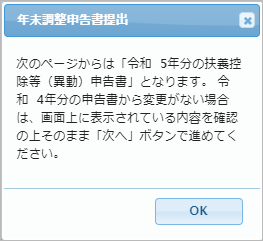 年末調整申告書提出
次のページからは「令和 5年分の扶養控
除等（異動）申告書」となります。 令
和 4年分の申告書から変更がない場合
は、画面上に表示されている内容を確認
の上そのまま「次へ」ボタンで進めてく
ださい。
OK